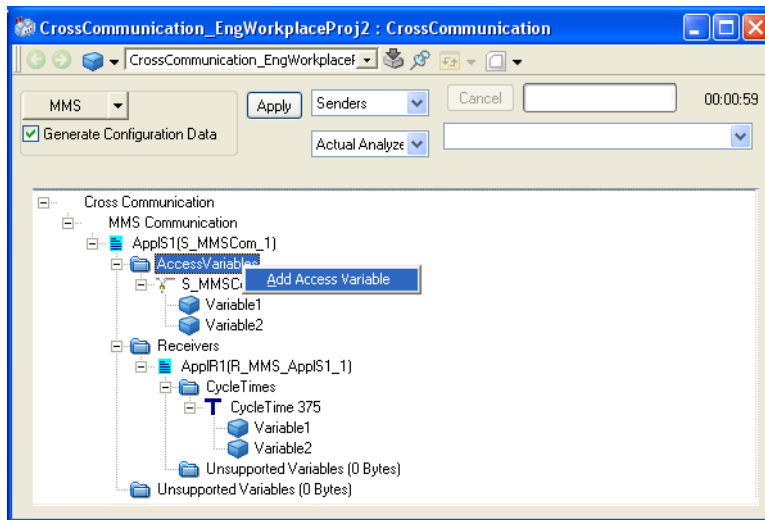 CrossCommunication_EngWorkplaceProj2 : CrossCommunication
CrossCommunication_EngWorkplaceF
MMS
Apply
Senders
Cancel
00:00:59
Generate Configuration Data
Actual Analyze
Cross Communication
MMS Communication
ApplS1(S_MMSCom_1)
AccessVariables
Add Access Variable
S_MMSC
Variable1
Variable2
Receivers
ApplR1(R_MMS_ApplS1_1)
CycleTimes
CycleTime 375
Variable1
Variable2
Unsupported Variables (0 Bytes)
Unsupported Variables (0 Bytes)